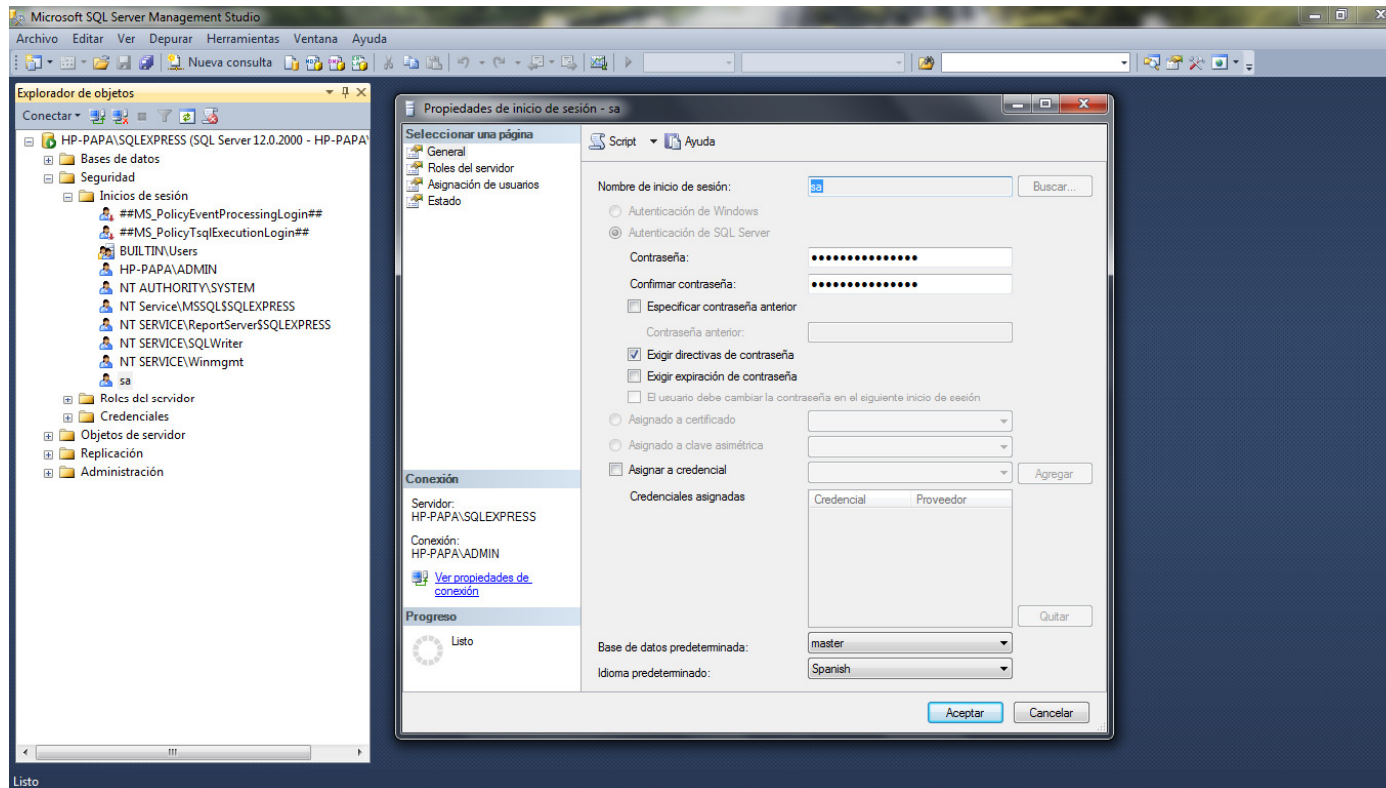 Microsoft SQL Server Management Studio
Archivo Editar Ver Depurar Herramientas Ventana Ayuda
Nueva consulta
Explorador de objetos
Conectar
HP-PAPA\SQLEXPRESS (SQL Server 12.0.2000 - HP-PAPA\
Bases de datos
Seguridad
Inicios de sesión
##MS_PolicyEventProcessingLogin##
##MS_PolicyTsqlExecutionLogin##
BUILTIN\Users
HP-PAPA\ADMIN
NT AUTHORITY\SYSTEM
NT Service\MSSQL$SQLEXPRESS
NT SERVICE\ReportServer$SQLEXPRESS
NT SERVICE\SQLWriter
NT SERVICE\Winmgmt
sa
Roles del servidor
Credenciales
Objetos de servidor
Replicación
Administración
Listo
Propiedades de inicio de sesión - sa
Seleccionar una página
General
Roles del servidor
Asignación de usuarios
Estado
Conexión
Servidor:
HP-PAPA\SQLEXPRESS
Conexión:
HP-PAPA\ADMIN
Ver propiedades de
conexión
Progreso
Listo
Script Ayuda
Nombre de inicio de sesión: sa Buscar...
Autenticación de Windows
Autenticación de SQL Server
Contraseña: •••••••••••••••
Confirmar contraseña: •••••••••••••••
Especificar contraseña anterior
Contraseña anterior:
Exigir directivas de contraseña
Exigir expiración de contraseña
El usuario debe cambiar la contraseña en el siguiente inicio de sesión
Asignado a certificado
Asignado a clave asimétrica
Asignar a credencial Agregar
Credenciales asignadas Credencial Proveedor
Quitar
Base de datos predeterminada: master
Idioma predeterminado: Spanish
Aceptar Cancelar